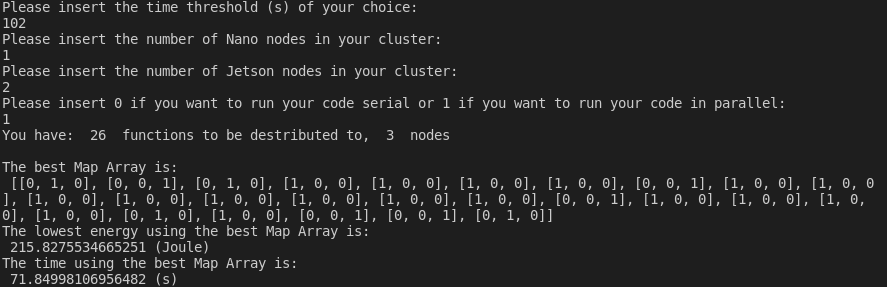 Please insert the time threshold (s) of your choice:
102
Please insert the number of Nano nodes in your cluster:
1
Please insert the number of Jetson nodes in your cluster:
2
Please insert 0 if you want to run your code serial or 1 if you want to run your code in parallel:
1
You have:  26  functions to be destributed to,  3  nodes

The best Map Array is:
 [[0, 1, 0], [0, 0, 1], [0, 1, 0], [1, 0, 0], [1, 0, 0], [1, 0, 0], [1, 0, 0], [0, 0, 1], [1, 0, 0], [1, 0, 0
], [1, 0, 0], [1, 0, 0], [1, 0, 0], [1, 0, 0], [1, 0, 0], [1, 0, 0], [0, 0, 1], [1, 0, 0], [1, 0, 0], [1, 0,
0], [1, 0, 0], [0, 1, 0], [1, 0, 0], [0, 0, 1], [0, 0, 1], [0, 1, 0]]
The lowest energy using the best Map Array is:
 215.8275534665251 (Joule)
The time using the best Map Array is:
 71.84998106956482 (s)